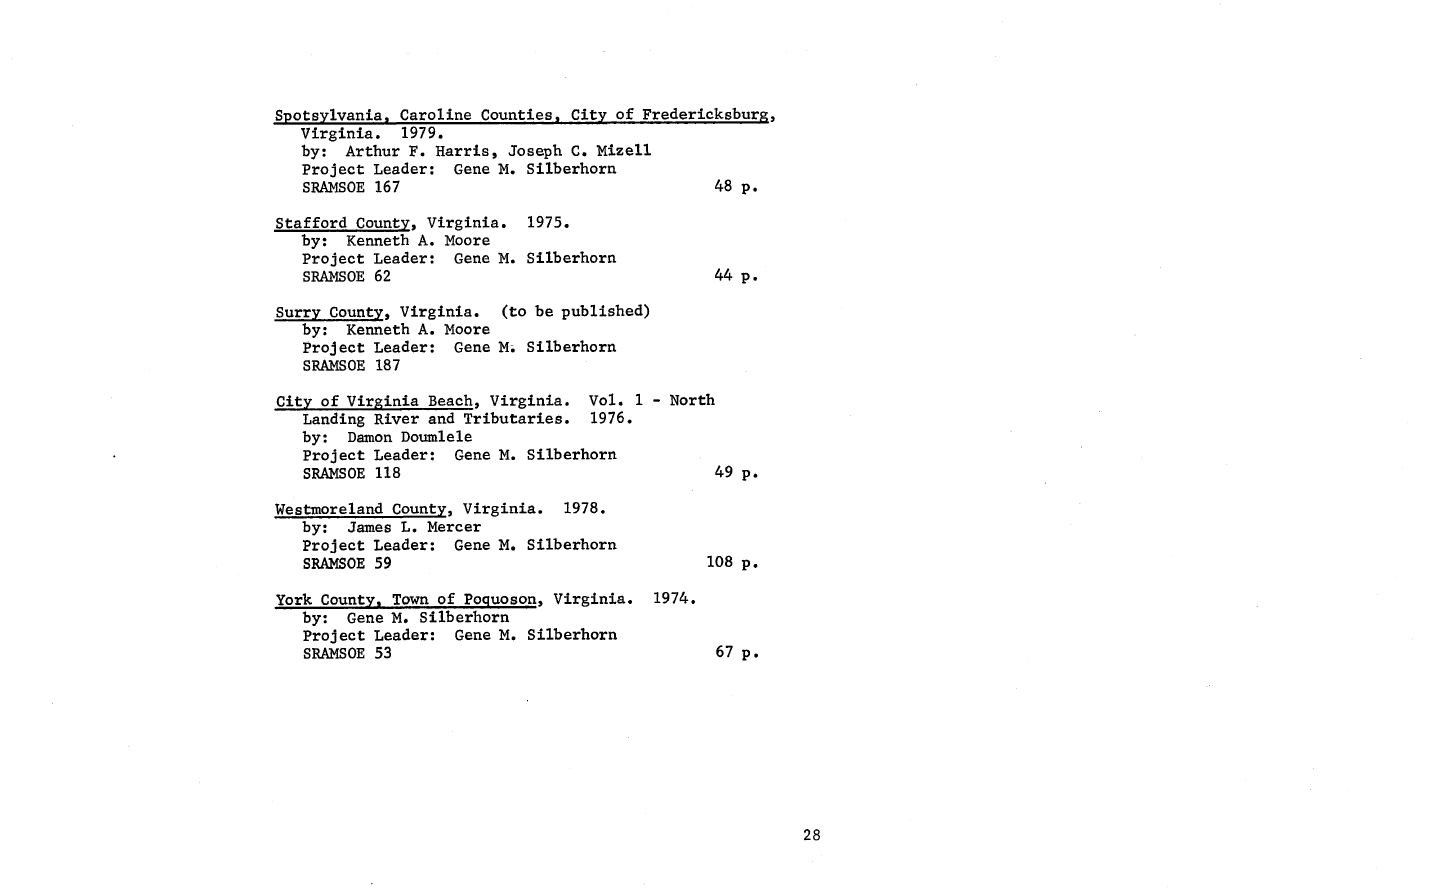 Spotsylvania, Caroline Counties, City of Fredericksburg,
Virginia. 1979.
by: Arthur F. Harris, Joseph C. Mizell
Project Leader: Gene M. Silberhorn
SRAMSOE 167 48 p.
Stafford County, Virginia. 1975.
by: Kenneth A. Moore
Project Leader: Gene M. Silberhorn
SRAMSOE 62 44 p.
Surry County, Virginia. (to be published)
by: Kenneth A. Moore
Project Leader: Gene M. Silberhorn
SRAMSOE 187
City of Virginia Beach, Virginia. Vol. 1 - North
Landing River and Tributaries. 1976.
by: Damon Doumlele
Project Leader: Gene M. Silberhorn
SRAMSOE 118 49 p.
Westmoreland County, Virginia. 1978.
by: James L. Mercer
Project Leader: Gene M. Silberhorn
SRAMSOE 59 108 p.
York County, Town of Poquoson, Virginia. 1974.
by: Gene M. Silberhorn
Project Leader: Gene M. Silberhorn
SRAMSOE 53 67 p.
28